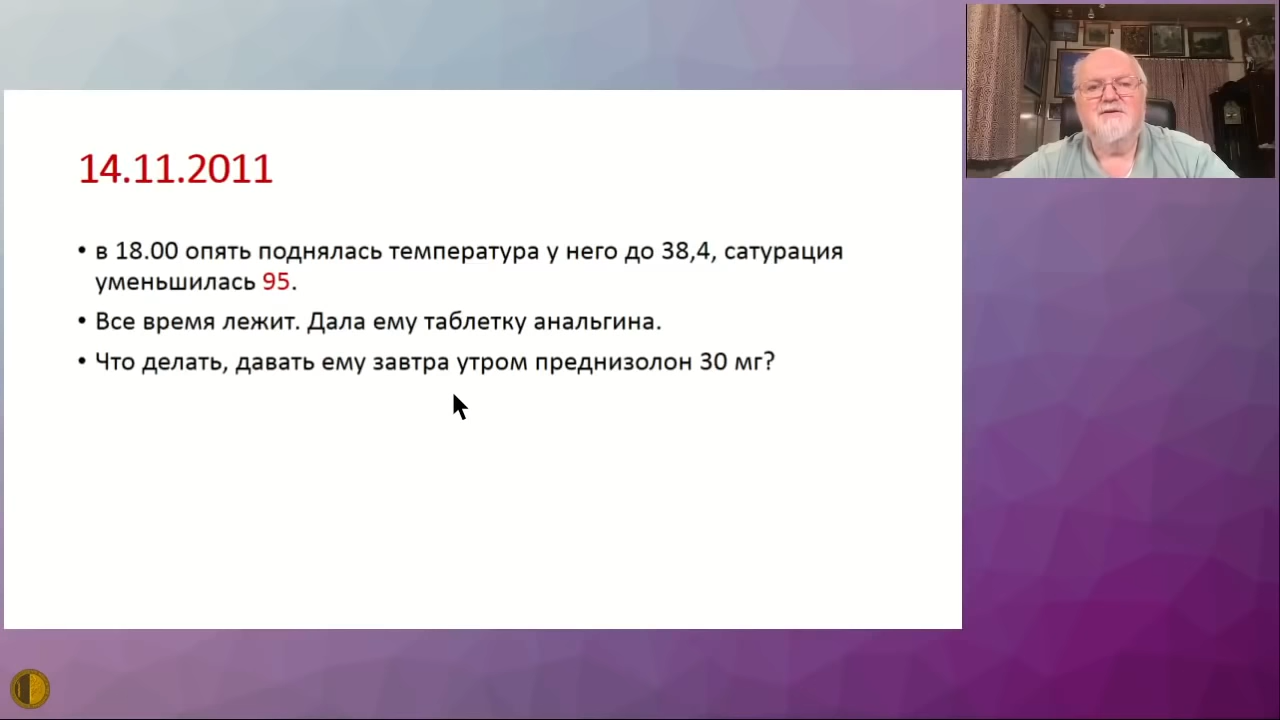 14.11.2011
• в 18.00 опять поднялась температура у него до 38,4, сатурация
уменьшилась 95.
• Все время лежит. Дала ему таблетку анальгина.
• Что делать, давать ему завтра утром преднизолон 30 мг?